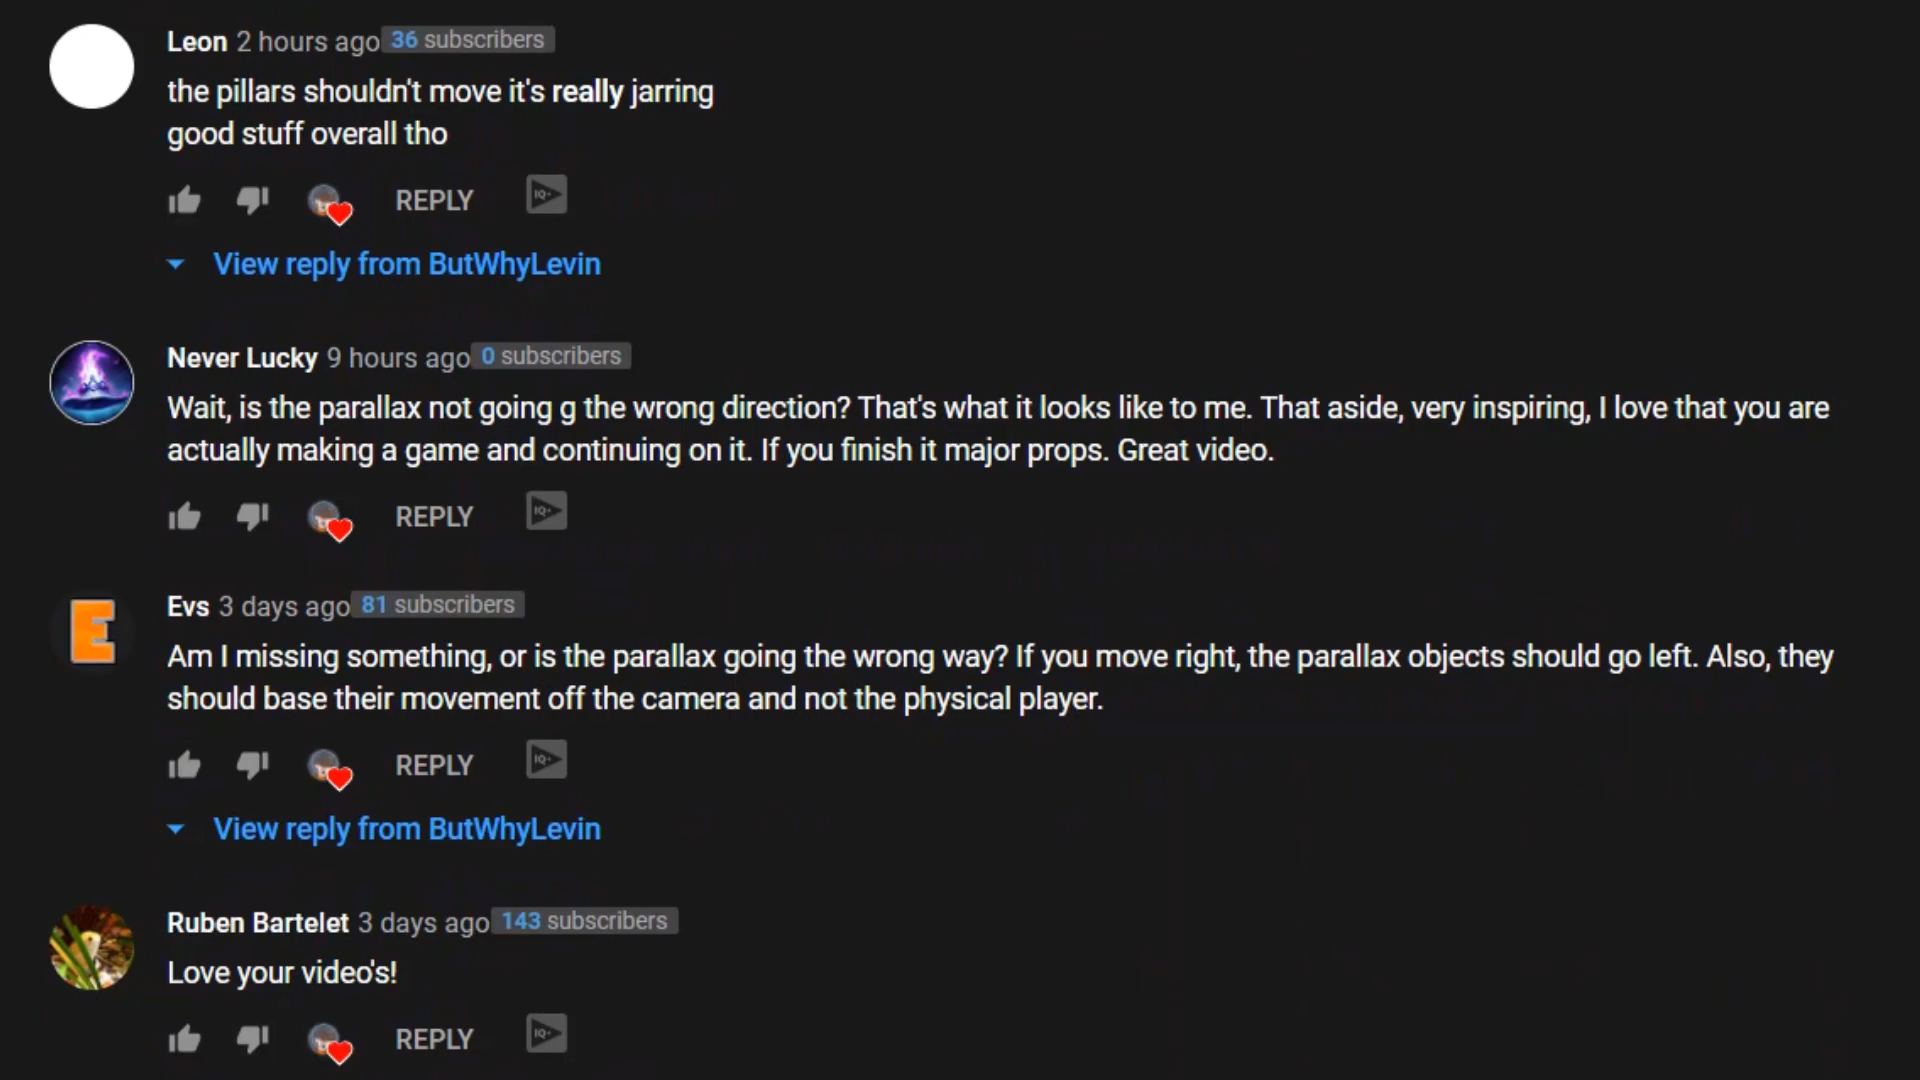 Leon 2 hours ago 36 subscribers
the pillars shouldn't move it's really jarring
good stuff overall tho
REPLY IQ+
View reply from ButWhyLevin
Never Lucky 9 hours ago 0 subscribers
Wait, is the parallax not going g the wrong direction? That's what it looks like to me. That aside, very inspiring, I love that you are
actually making a game and continuing on it. If you finish it major props. Great video.
REPLY IQ+
E
Evs 3 days ago 81 subscribers
Am I missing something, or is the parallax going the wrong way? If you move right, the parallax objects should go left. Also, they
should base their movement off the camera and not the physical player.
REPLY IQ+
View reply from ButWhyLevin
Ruben Bartelet 3 days ago 143 subscribers
Love your video's!
REPLY IQ+